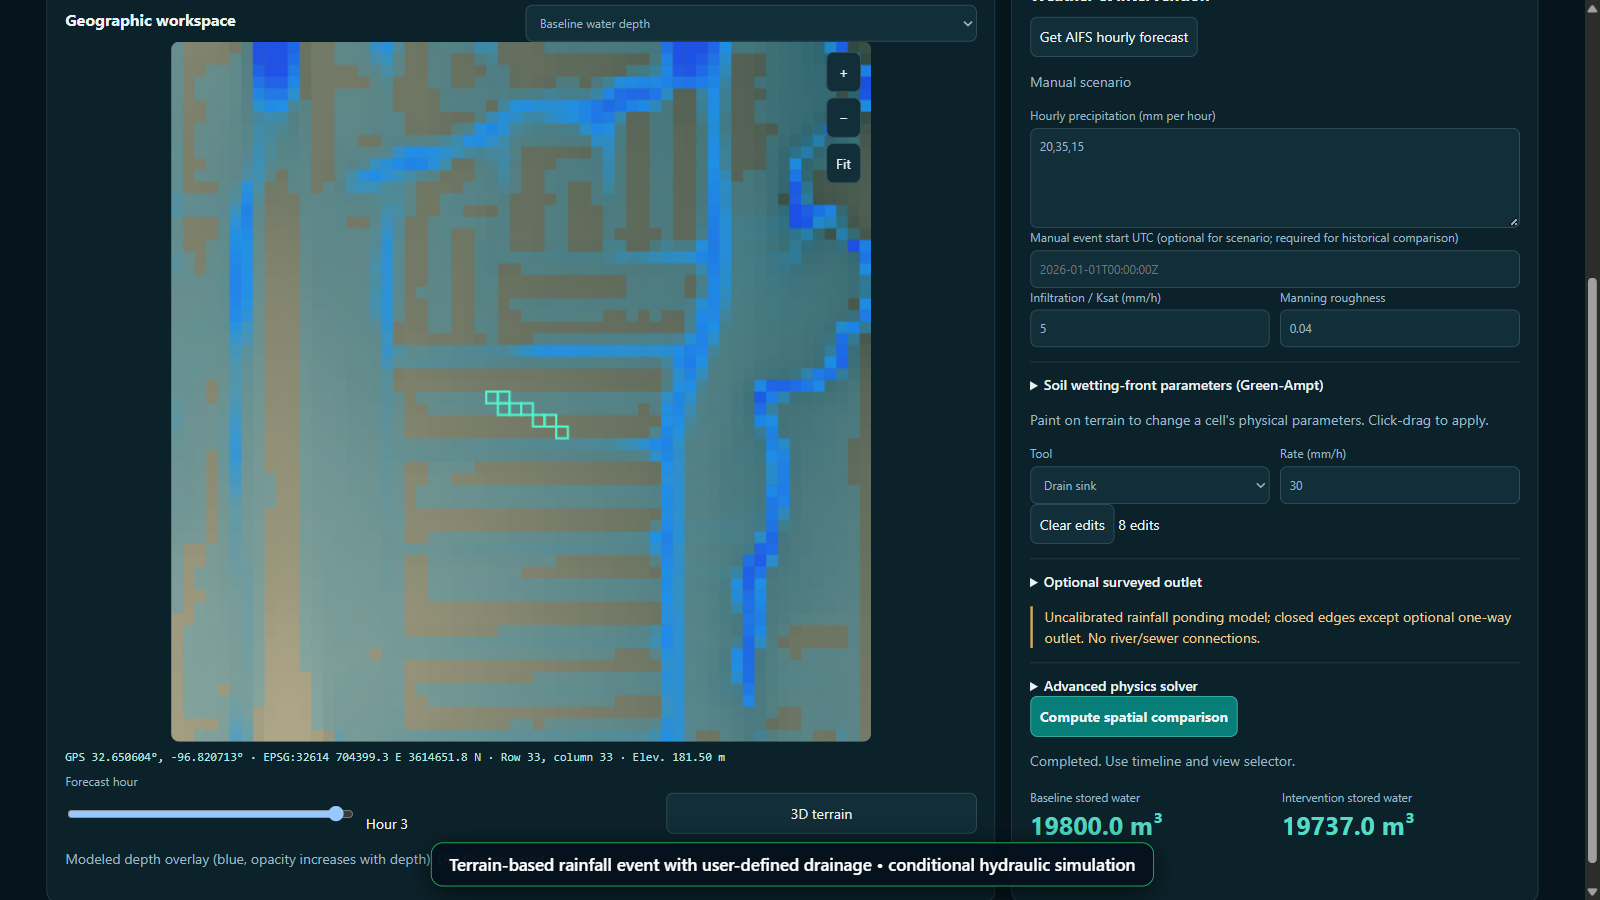 Geographic workspace
Baseline water depth
+
−
Fit
GPS 32.650604°, -96.820713° · EPSG:32614 704399.3 E 3614651.8 N · Row 33, column 33 · Elev. 181.50 m
Forecast hour
Hour 3
3D terrain
Modeled depth overlay (blue, opacity increases with depth)
Get AIFS hourly forecast
Manual scenario
Hourly precipitation (mm per hour)
20,35,15
Manual event start UTC (optional for scenario; required for historical comparison)
2026-01-01T00:00:00Z
Infiltration / Ksat (mm/h)
Manning roughness
5
0.04
Soil wetting-front parameters (Green-Ampt)
Paint on terrain to change a cell's physical parameters. Click-drag to apply.
Tool
Rate (mm/h)
Drain sink
30
Clear edits
8 edits
Optional surveyed outlet
Uncalibrated rainfall ponding model; closed edges except optional one-way
outlet. No river/sewer connections.
Advanced physics solver
Compute spatial comparison
Completed. Use timeline and view selector.
Baseline stored water
Intervention stored water
19800.0 m³
19737.0 m³
Terrain-based rainfall event with user-defined drainage • conditional hydraulic simulation